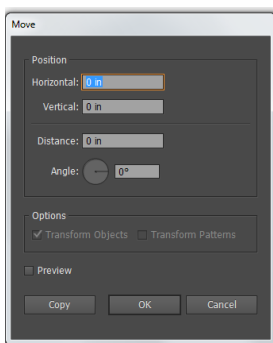 Move
Position
Horizontal: 0 in
Vertical: 0 in
Distance: 0 in
Angle: 0°
Options
Transform Objects Transform Patterns
Preview
Copy OK Cancel